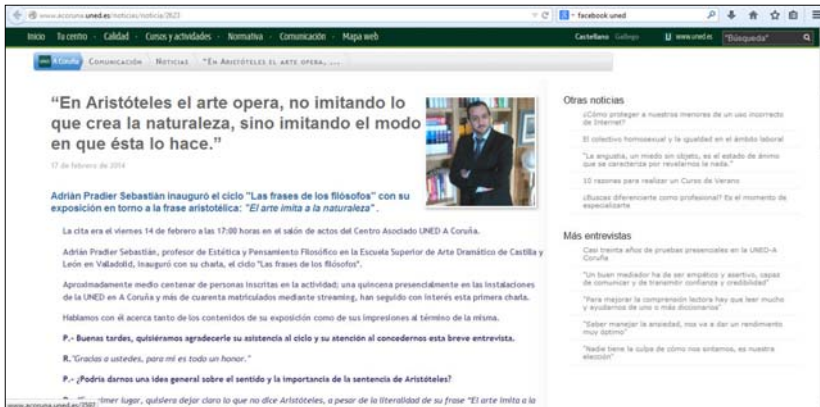 www.acoruna.uned.es/noticias/noticia/2623
facebook uned
Inicio Tu centro Calidad Cursos y actividades Normativa Comunicación Mapa web
Castellano Gallego
www.uned.es
"Búsqueda"
A Coruña Comunicación Noticias "En Aristóteles el arte opera, ...
"En Aristóteles el arte opera, no imitando lo
que crea la naturaleza, sino imitando el modo
en que ésta lo hace."
17 de febrero de 2014
Adrián Pradier Sebastián inauguró el ciclo "Las frases de los filósofos" con su
exposición en torno a la frase aristotélica: "El arte imita a la naturaleza".
La cita era el viernes 14 de febrero a las 17:00 horas en el salón de actos del Centro Asociado UNED A Coruña.
Adrián Pradier Sebastián, profesor de Estética y Pensamiento Filosófico en la Escuela Superior de Arte Dramático de Castilla y
León en Valladolid, inauguró con su charla, el ciclo "Las frases de los filósofos".
Aproximadamente medio centenar de personas inscritas en la actividad; una quincena presencialmente en las instalaciones
de la UNED en A Coruña y más de cuarenta matriculados mediante streaming, han seguido con interés esta primera charla.
Hablamos con él acerca tanto de los contenidos de su exposición como de sus impresiones al término de la misma.
P.- Buenas tardes, quisiéramos agradecerle su asistencia al ciclo y su atención al concedernos esta breve entrevista.
R."Gracias a ustedes, para mi es todo un honor."
P.- ¿Podría darnos una idea general sobre el sentido y la importancia de la sentencia de Aristóteles?
primer lugar, quisiera dejar claro lo que no dice Aristóteles, a pesar de la literalidad de su frase "El arte imita a la
www.acoruna.uned.es/3597
Otras noticias
¿Cómo proteger a nuestros menores de un uso incorrecto
de Internet?
El colectivo homosexual y la igualdad en el ámbito laboral
"La angustia, un miedo sin objeto, es el estado de ánimo
que se caracteriza por revelarnos la nada."
10 razones para realizar un Curso de Verano
¿Buscas diferenciarte como profesional? Es el momento de
especializarte
Más entrevistas
Casi treinta años de pruebas presenciales en la UNED-A
Coruña
"Un buen mediador ha de ser empático y asertivo, capaz
de comunicar y de transmitir confianza y credibilidad"
"Para mejorar la comprensión lectora hay que leer mucho
y ayudarnos de uno o más diccionarios"
"Saber manejar la ansiedad, nos va a dar un rendimiento
muy óptimo"
"Nadie tiene la culpa de cómo nos sintamos, es nuestra
elección"